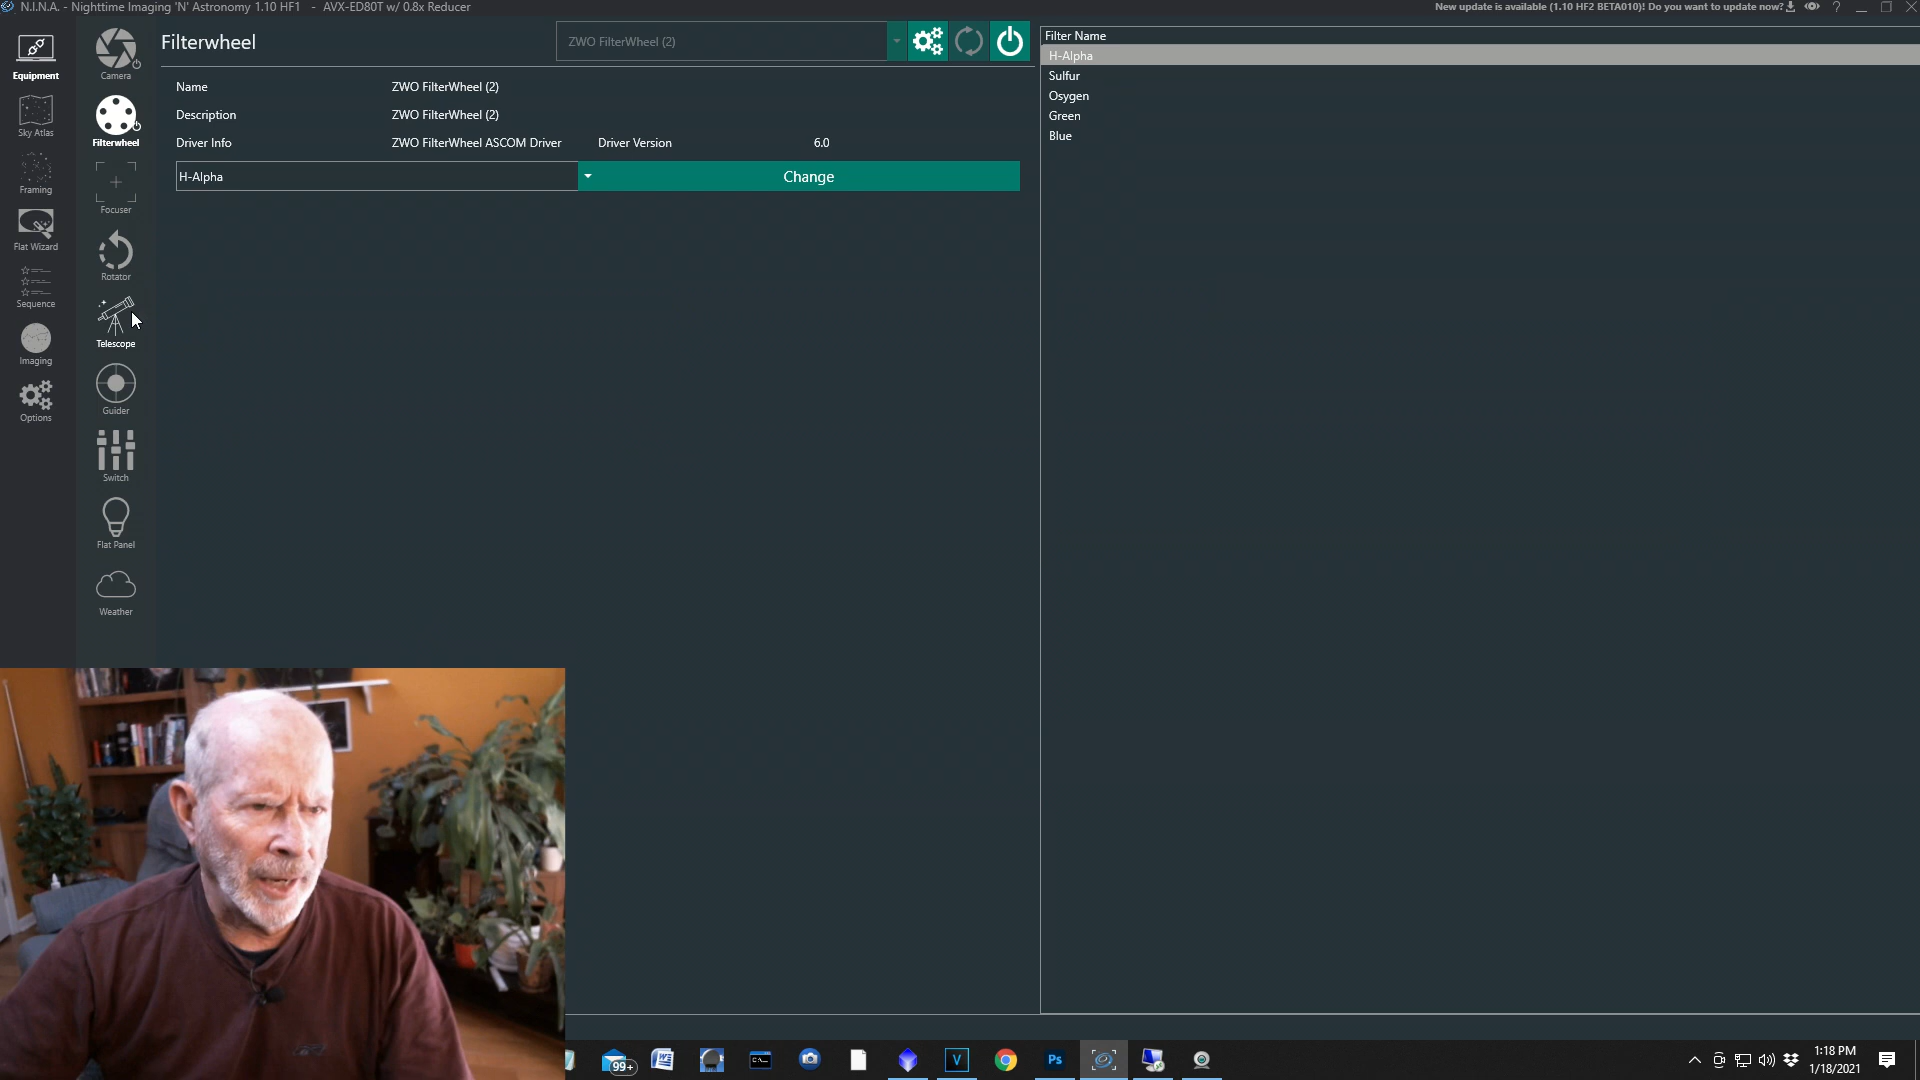 N.I.N.A. - Nighttime Imaging 'N' Astronomy 1.10 HF1 - AVX-ED80T w/ 0.8x Reducer
New update is available (1.10 HF2 BETA010)! Do you want to update now?
Equipment
Sky Atlas
Framing
Flat Wizard
Sequence
Imaging
Options
Camera
Filterwheel
Focuser
Rotator
Telescope
Guider
Switch
Flat Panel
Weather
Filterwheel
ZWO FilterWheel (2)
Name ZWO FilterWheel (2)
Description ZWO FilterWheel (2)
Driver Info ZWO FilterWheel ASCOM Driver Driver Version 6.0
H-Alpha Change
Filter Name
H-Alpha
Sulfur
Osygen
Green
Blue
99+
V
Ps
1:18 PM
1/18/2021